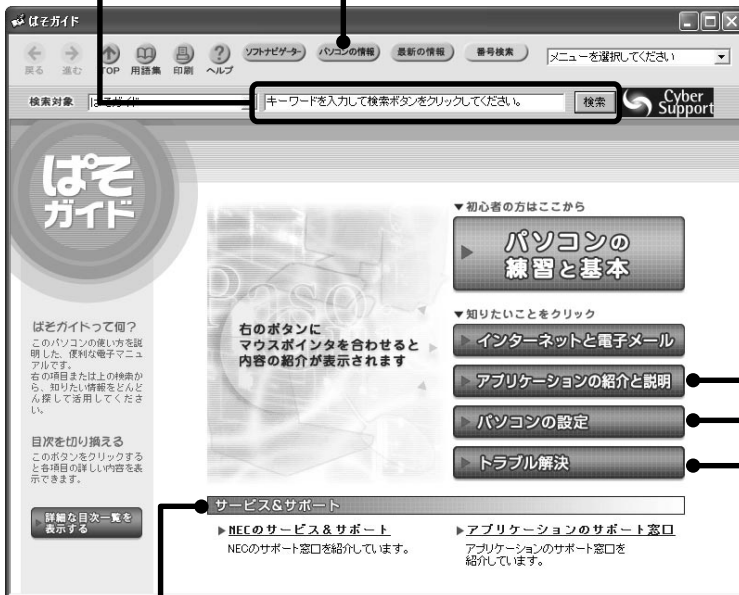 ぱそガイド
戻る 進む TOP 用語集 印刷 ヘルプ ソフトナビゲーター パソコンの情報 最新の情報 番号検索 メニューを選択してください
検索対象 ぱそガイド キーワードを入力して検索ボタンをクリックしてください。 検索 Cyber Support
ぱそ
ガイド
ぱそガイドって何?
このパソコンの使い方を説
明した、便利な電子マニュ
アルです。
右の項目または上の検索か
ら、知りたい情報をどんど
ん探して活用してくださ
い。
目次を切り換える
このボタンをクリックする
と各項目の詳しい内容を表
示できます。
詳細な目次一覧を
表示する
Paso
右のボタンに
マウスポインタを合わせると
内容の紹介が表示されます
▼初心者の方はここから
パソコンの
練習と基本
▼知りたいことをクリック
インターネットと電子メール
アプリケーションの紹介と説明
パソコンの設定
トラブル解決
サービス&サポート
NECのサービス&サポート
NECのサポート窓口を紹介しています。
アプリケーションのサポート窓口
アプリケーションのサポート窓口を
紹介しています。